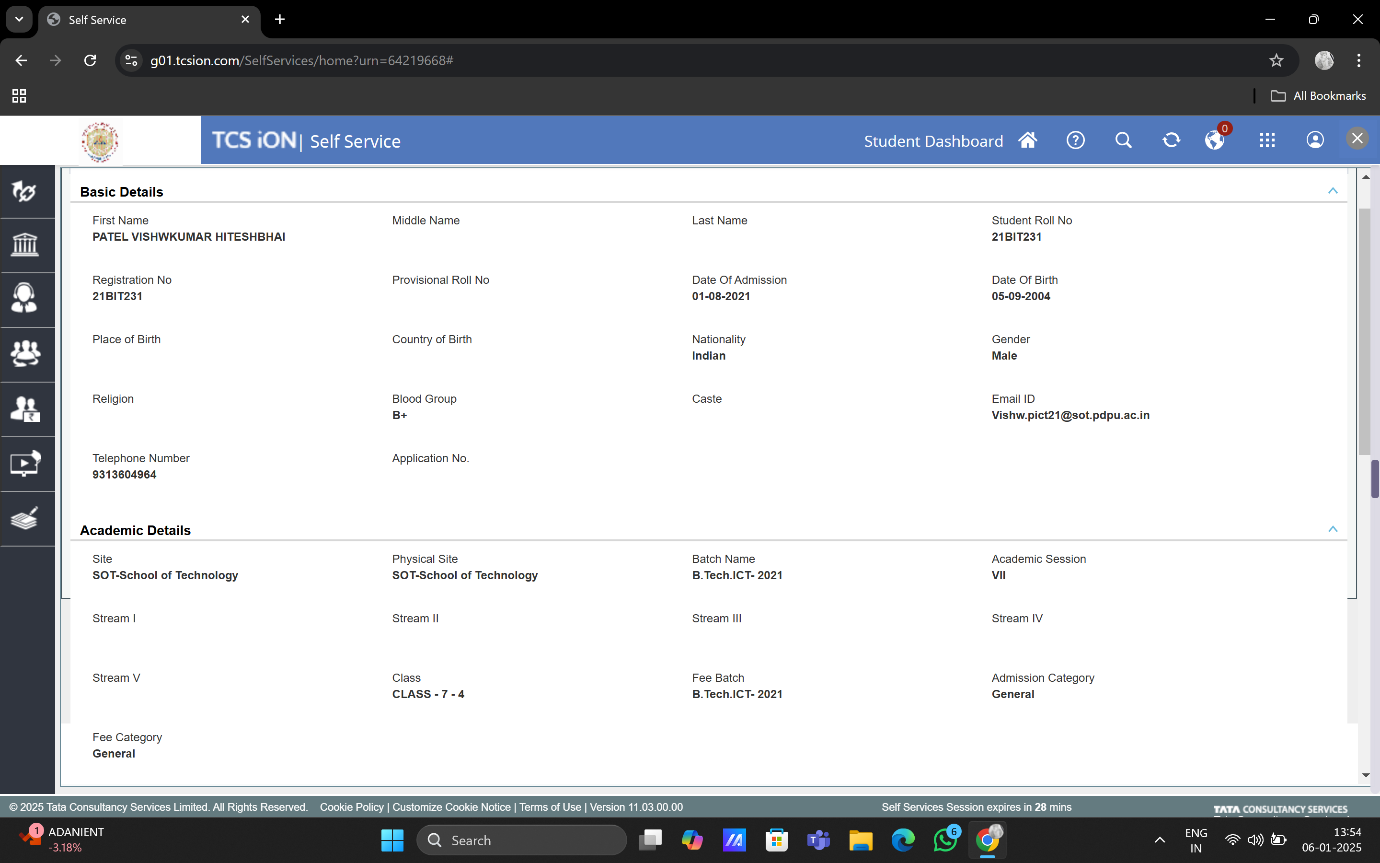 Self Service
g01.tcsion.com/SelfServices/home?urn=64219668#
All Bookmarks
TCS iON | Self Service
Student Dashboard
0
Basic Details
First Name Middle Name Last Name Student Roll No
PATEL VISHWKUMAR HITESHBHAI 21BIT231
Registration No Provisional Roll No Date Of Admission Date Of Birth
21BIT231 01-08-2021 05-09-2004
Place of Birth Country of Birth Nationality Gender
Indian Male
Religion Blood Group Caste Email ID
B+ Vishw.pict21@sot.pdpu.ac.in
Telephone Number Application No.
9313604964
Academic Details
Site Physical Site Batch Name Academic Session
SOT-School of Technology SOT-School of Technology B.Tech.ICT- 2021 VII
Stream I Stream II Stream III Stream IV
Stream V Class Fee Batch Admission Category
CLASS - 7 - 4 B.Tech.ICT- 2021 General
Fee Category
General
© 2025 Tata Consultancy Services Limited. All Rights Reserved. Cookie Policy | Customize Cookie Notice | Terms of Use | Version 11.03.00.00 Self Services Session expires in 28 mins TATA CONSULTANCY SERVICES
1 ADANIENT
-3.18%
Search
6
ENG
IN
13:54
06-01-2025